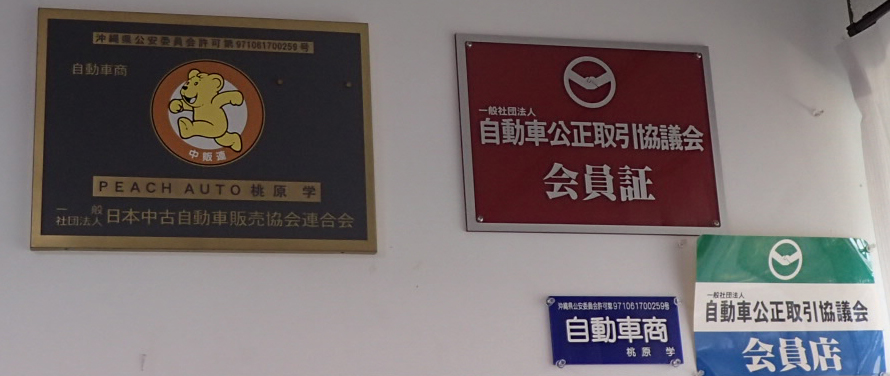 沖縄県公安委員会許可第971061700259号
自動車商
中販連
PEACH AUTO 桃原 学
一般社団法人 日本中古自動車販売協会連合会
一般社団法人
自動車公正取引協議会
会員証
沖縄県公安委員会許可第971061700259号
自動車商
桃原 学
一般社団法人
自動車公正取引協議会
会員店